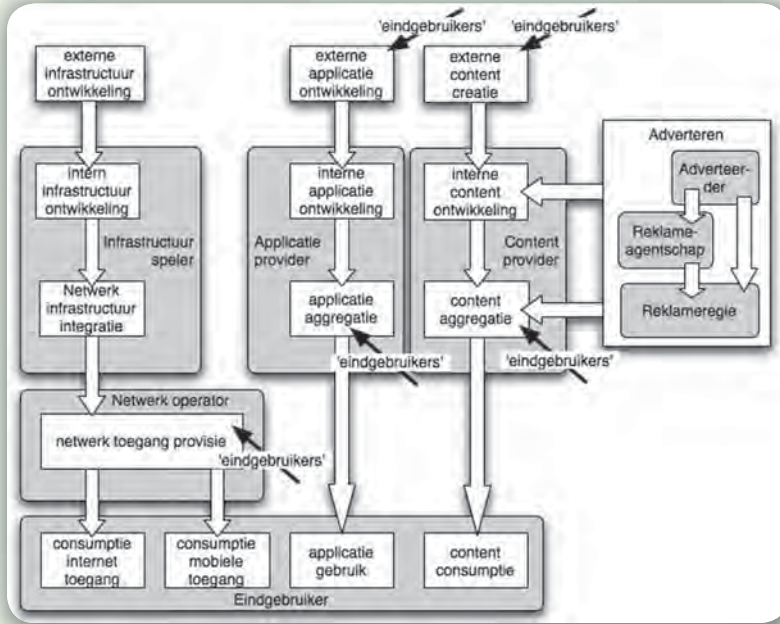 'eindgebruikers'
'eindgebruikers'
externe
infrastructuur
ontwikkeling
externe
applicatie
ontwikkeling
externe
content
creatie
Adverteren
Adverteer-
der
Reklame-
agentschap
Reklameregie
intern
infrastructuur
ontwikkeling
Infrastructuur
speler
Netwerk
infrastructuur
integratie
interne
applicatie
ontwikkeling
Applicatie
provider
applicatie
aggregatie
'eindgebruikers'
interne
content
ontwikkeling
Content
provider
content
aggregatie
'eindgebruikers'
Netwerk operator
netwerk toegang provisie
'eindgebruikers'
consumptie
internet
toegang
consumptie
mobiele
toegang
applicatie
gebruik
content
consumptie
Eindgebruiker